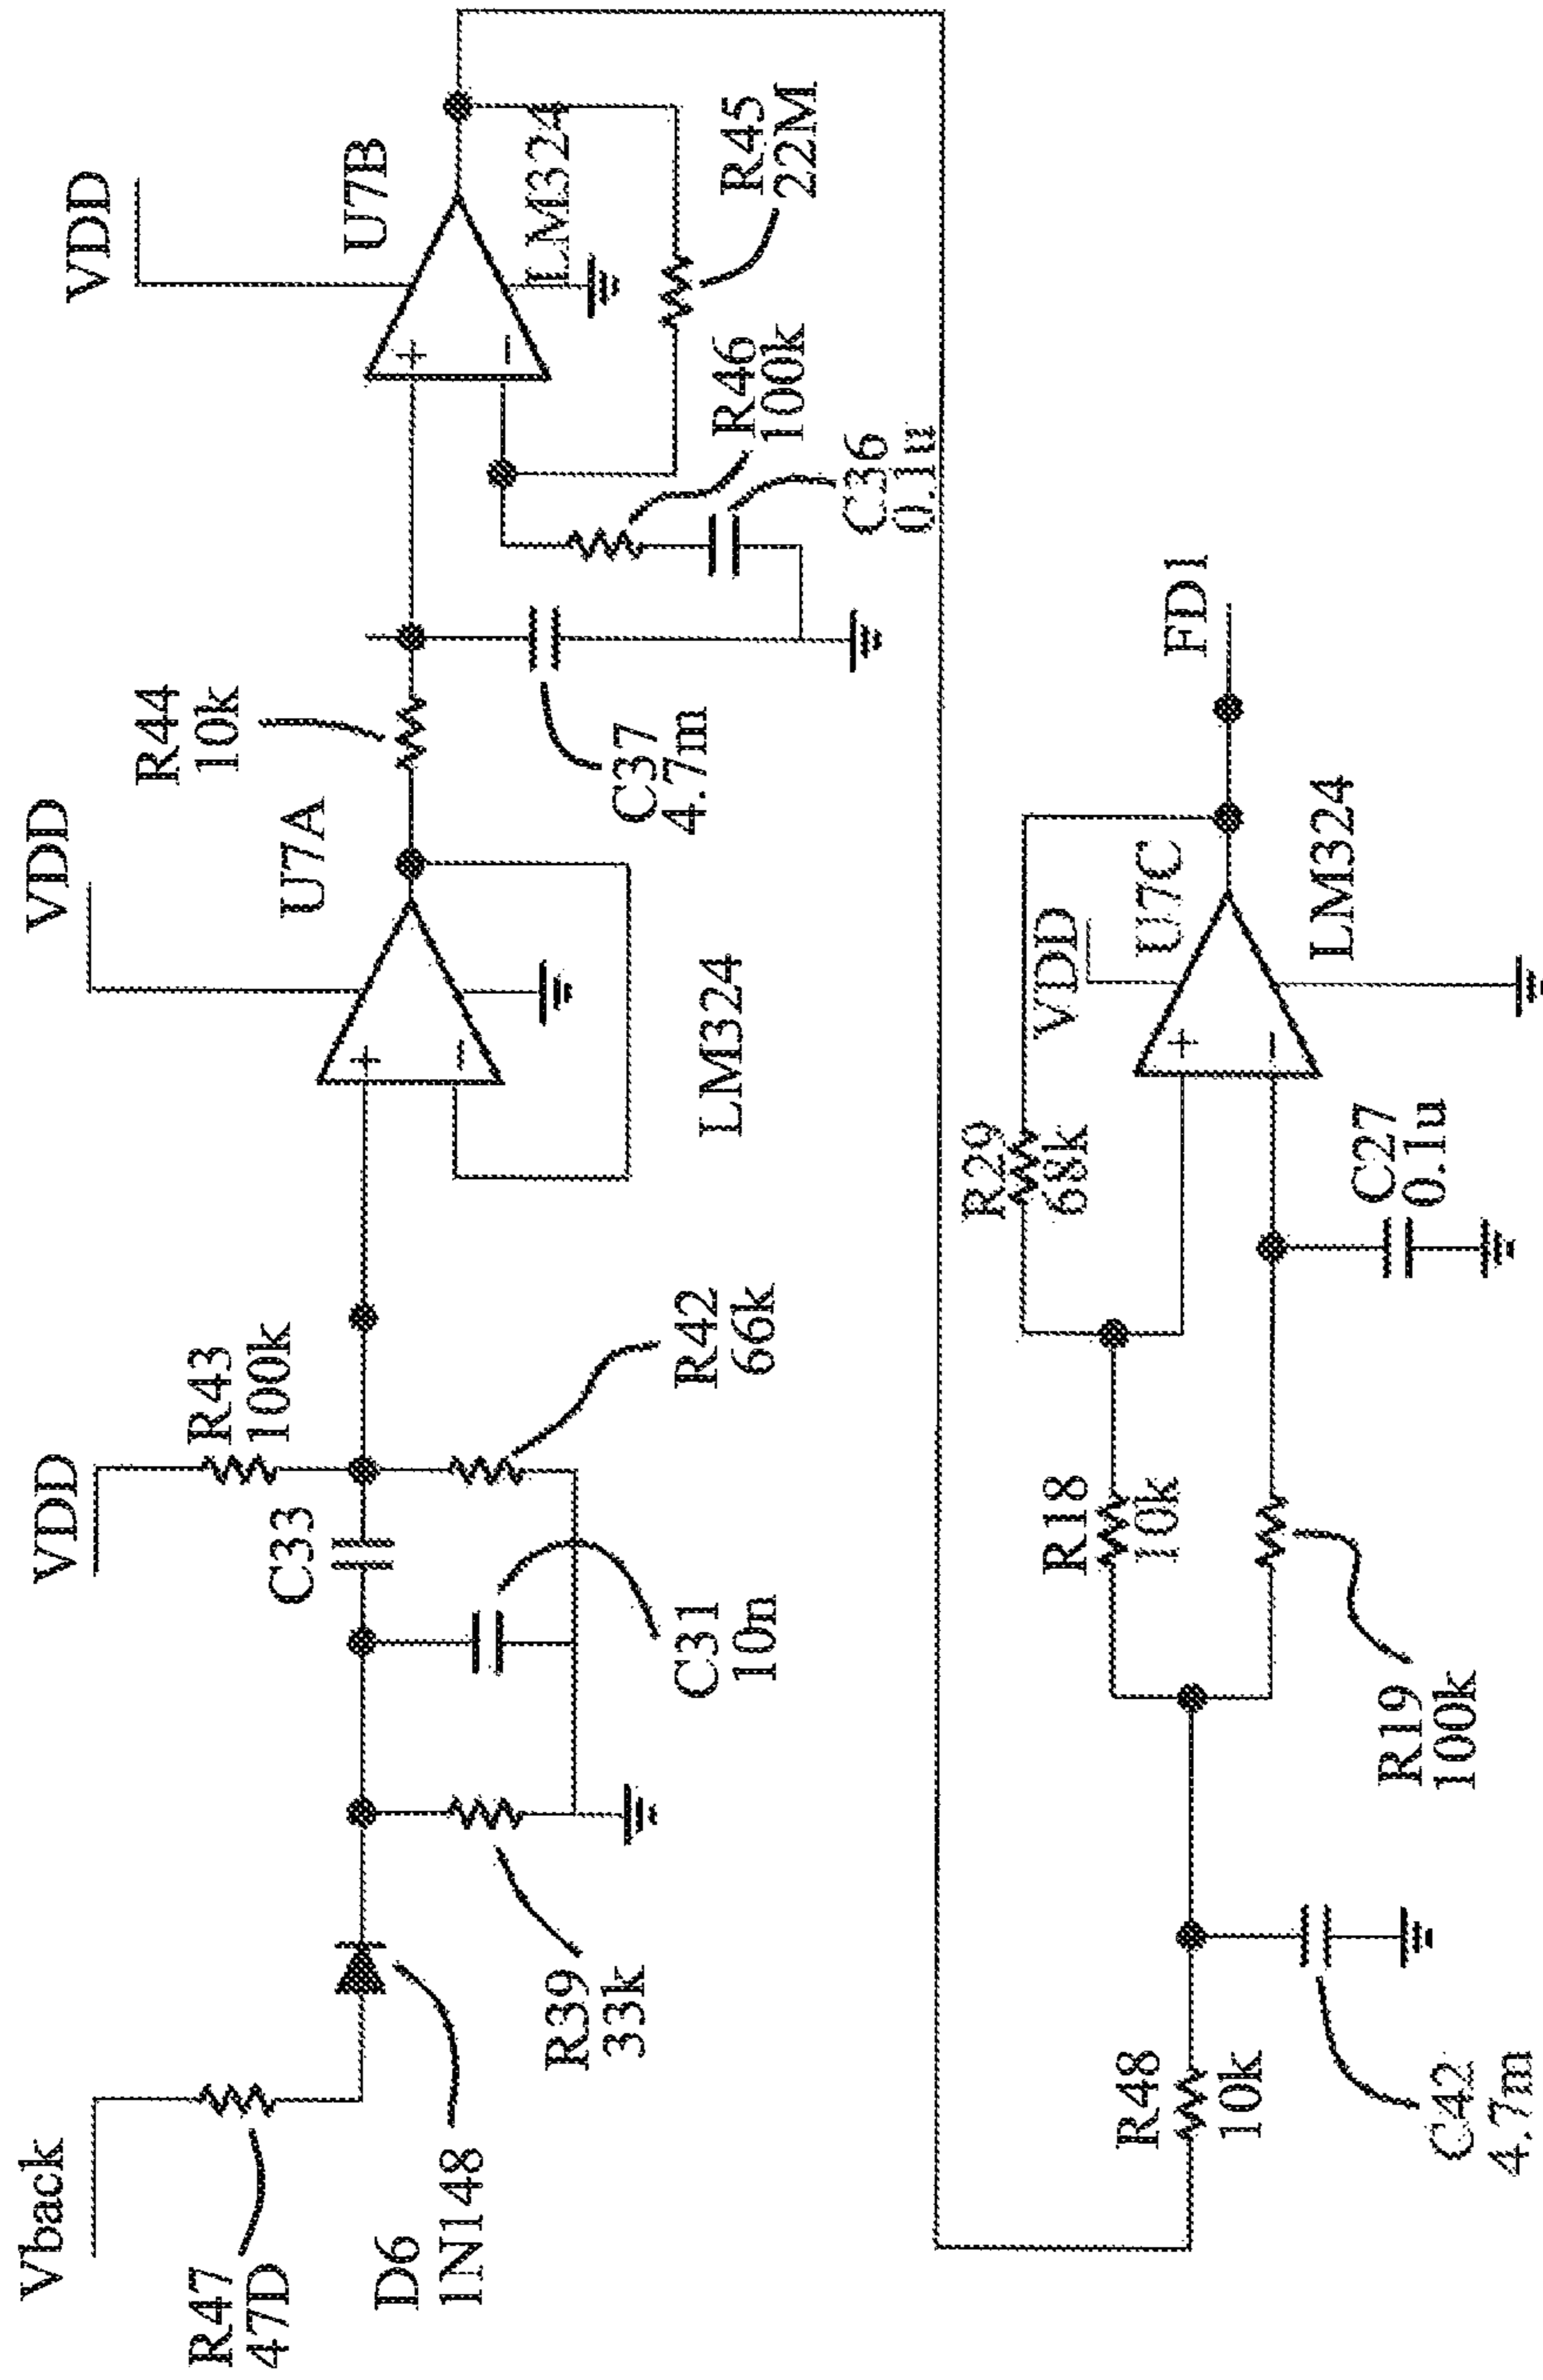 Vback
R47
47D
D6
1N148
R39
33k
C31
10n
C33
VDD
R43
100k
R42
66k
VDD
U7A
+
−
LM324
R44
10k
C37
4.7m
VDD
U7B
+
−
LM324
R46
100k
C36
0.1u
R45
22M
R48
10k
C42
4.7m
R18
10k
R19
100k
R29
68k
C27
0.1u
VDD
U7C
+
−
LM324
FD1